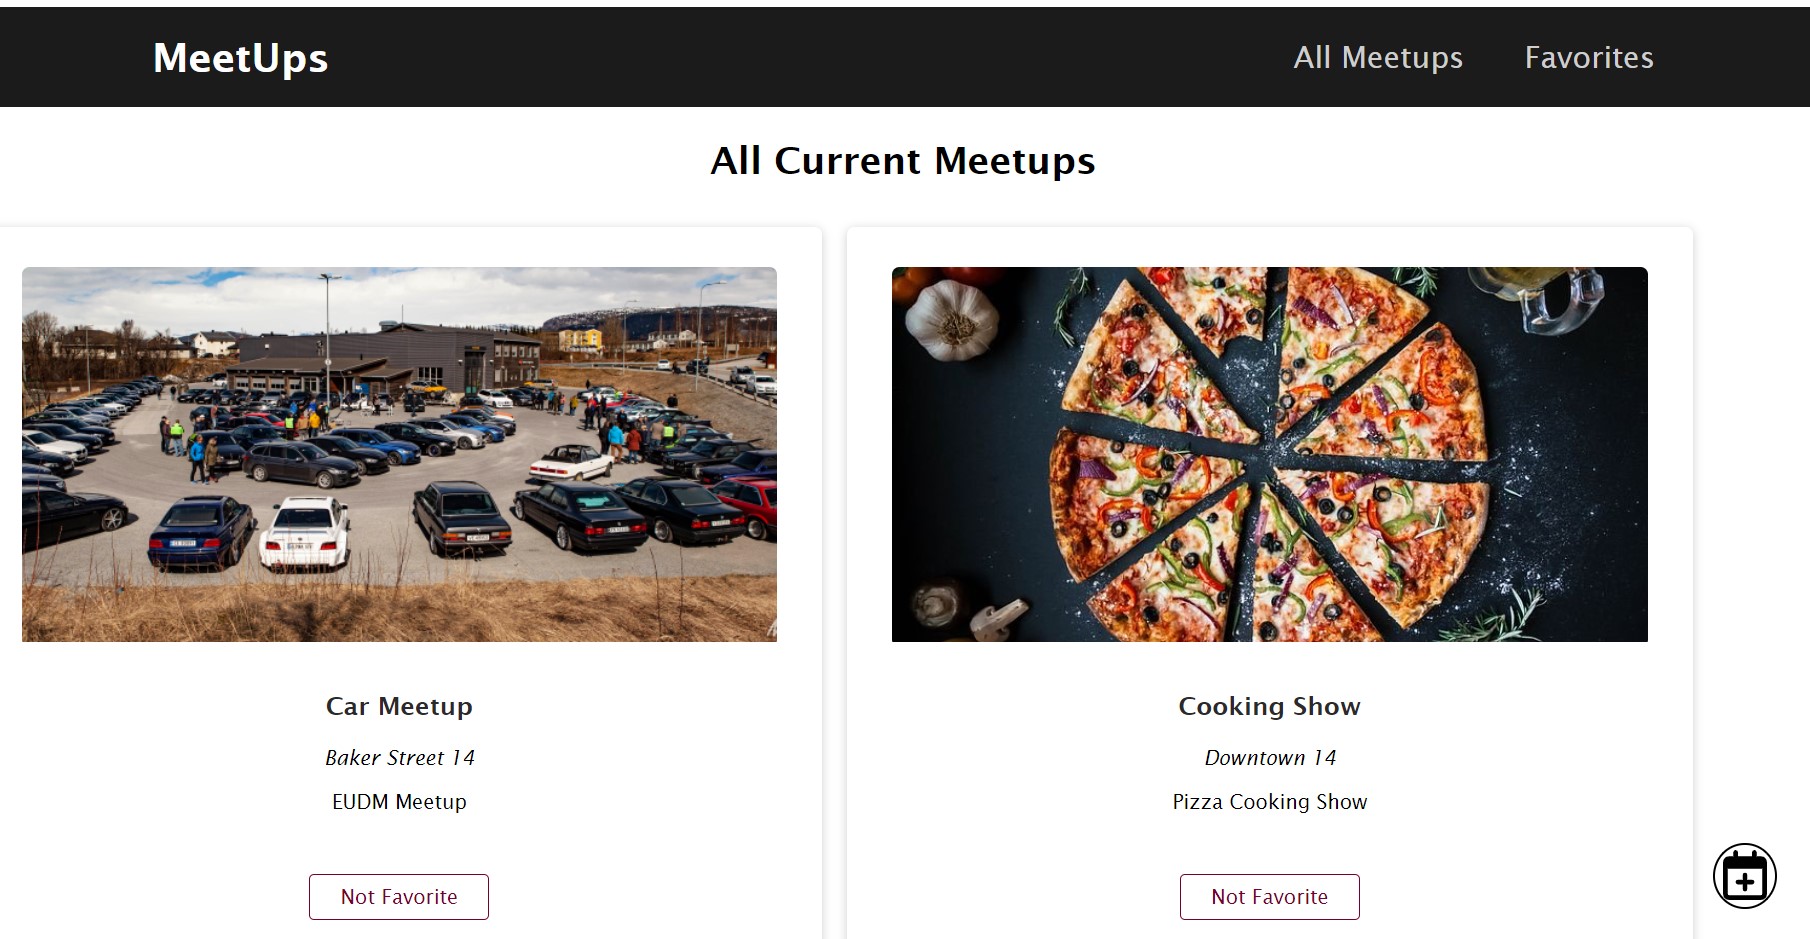 MeetUps
All Meetups
Favorites
All Current Meetups
Car Meetup
Baker Street 14
EUDM Meetup
Not Favorite
Cooking Show
Downtown 14
Pizza Cooking Show
Not Favorite